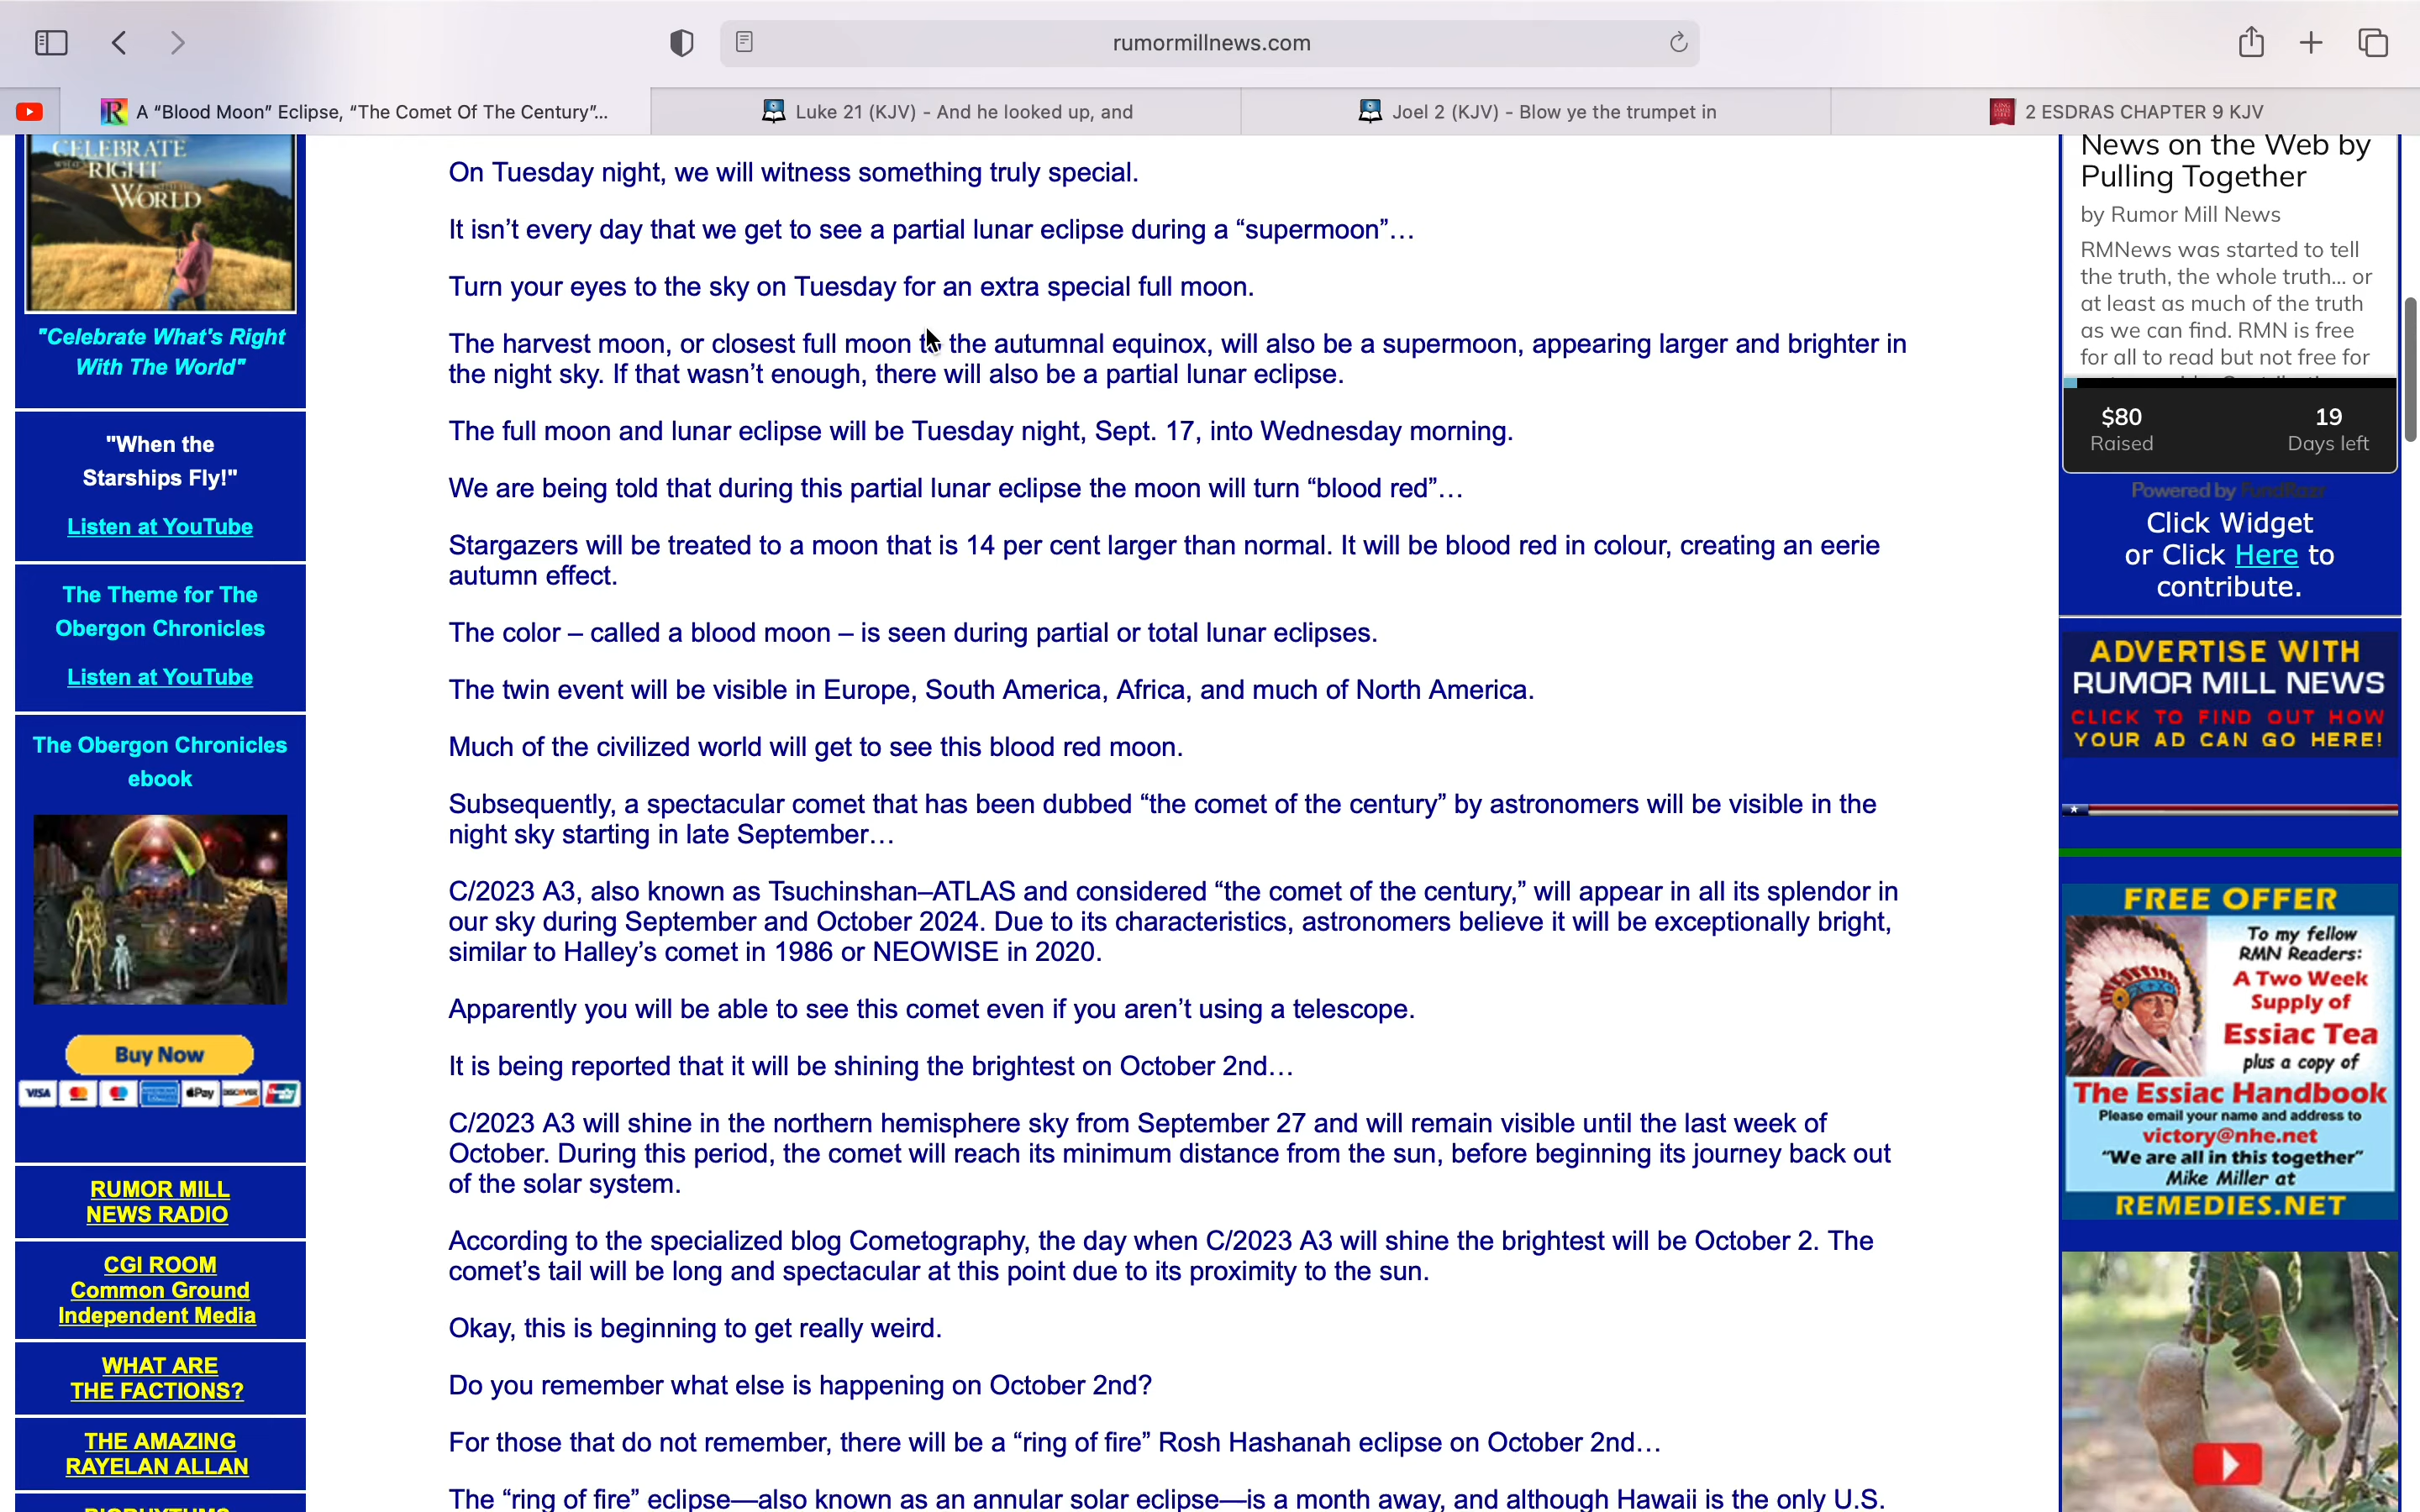 rumormillnews.com
A “Blood Moon” Eclipse, “The Comet Of The Century”...
Luke 21 (KJV) - And he looked up, and
Joel 2 (KJV) - Blow ye the trumpet in
2 ESDRAS CHAPTER 9 KJV
CELEBRATE
RIGHT
WORLD
"Celebrate What's Right
With The World"
"When the
Starships Fly!"
Listen at YouTube
The Theme for The
Obergon Chronicles
Listen at YouTube
The Obergon Chronicles
ebook
Buy Now
VISA
Pay
DISCOVER
RUMOR MILL
NEWS RADIO
CGI ROOM
Common Ground
Independent Media
WHAT ARE
THE FACTIONS?
THE AMAZING
RAYELAN ALLAN
On Tuesday night, we will witness something truly special.
It isn’t every day that we get to see a partial lunar eclipse during a “supermoon”…
Turn your eyes to the sky on Tuesday for an extra special full moon.
The harvest moon, or closest full moon to the autumnal equinox, will also be a supermoon, appearing larger and brighter in
the night sky. If that wasn’t enough, there will also be a partial lunar eclipse.
The full moon and lunar eclipse will be Tuesday night, Sept. 17, into Wednesday morning.
We are being told that during this partial lunar eclipse the moon will turn “blood red”…
Stargazers will be treated to a moon that is 14 per cent larger than normal. It will be blood red in colour, creating an eerie
autumn effect.
The color – called a blood moon – is seen during partial or total lunar eclipses.
The twin event will be visible in Europe, South America, Africa, and much of North America.
Much of the civilized world will get to see this blood red moon.
Subsequently, a spectacular comet that has been dubbed “the comet of the century” by astronomers will be visible in the
night sky starting in late September…
C/2023 A3, also known as Tsuchinshan–ATLAS and considered “the comet of the century,” will appear in all its splendor in
our sky during September and October 2024. Due to its characteristics, astronomers believe it will be exceptionally bright,
similar to Halley’s comet in 1986 or NEOWISE in 2020.
Apparently you will be able to see this comet even if you aren’t using a telescope.
It is being reported that it will be shining the brightest on October 2nd…
C/2023 A3 will shine in the northern hemisphere sky from September 27 and will remain visible until the last week of
October. During this period, the comet will reach its minimum distance from the sun, before beginning its journey back out
of the solar system.
According to the specialized blog Cometography, the day when C/2023 A3 will shine the brightest will be October 2. The
comet’s tail will be long and spectacular at this point due to its proximity to the sun.
Okay, this is beginning to get really weird.
Do you remember what else is happening on October 2nd?
For those that do not remember, there will be a “ring of fire” Rosh Hashanah eclipse on October 2nd…
The “ring of fire” eclipse—also known as an annular solar eclipse—is a month away, and although Hawaii is the only U.S.
News on the Web by
Pulling Together
by Rumor Mill News
RMNews was started to tell
the truth, the whole truth... or
at least as much of the truth
as we can find. RMN is free
for all to read but not free for
$80
Raised
19
Days left
Powered by FundRazr
Click Widget
or Click Here to
contribute.
ADVERTISE WITH
RUMOR MILL NEWS
CLICK TO FIND OUT HOW
YOUR AD CAN GO HERE!
FREE OFFER
To my fellow
RMN Readers:
A Two Week
Supply of
Essiac Tea
plus a copy of
The Essiac Handbook
Please email your name and address to
victory@nhe.net
“We are all in this together”
Mike Miller at
REMEDIES.NET